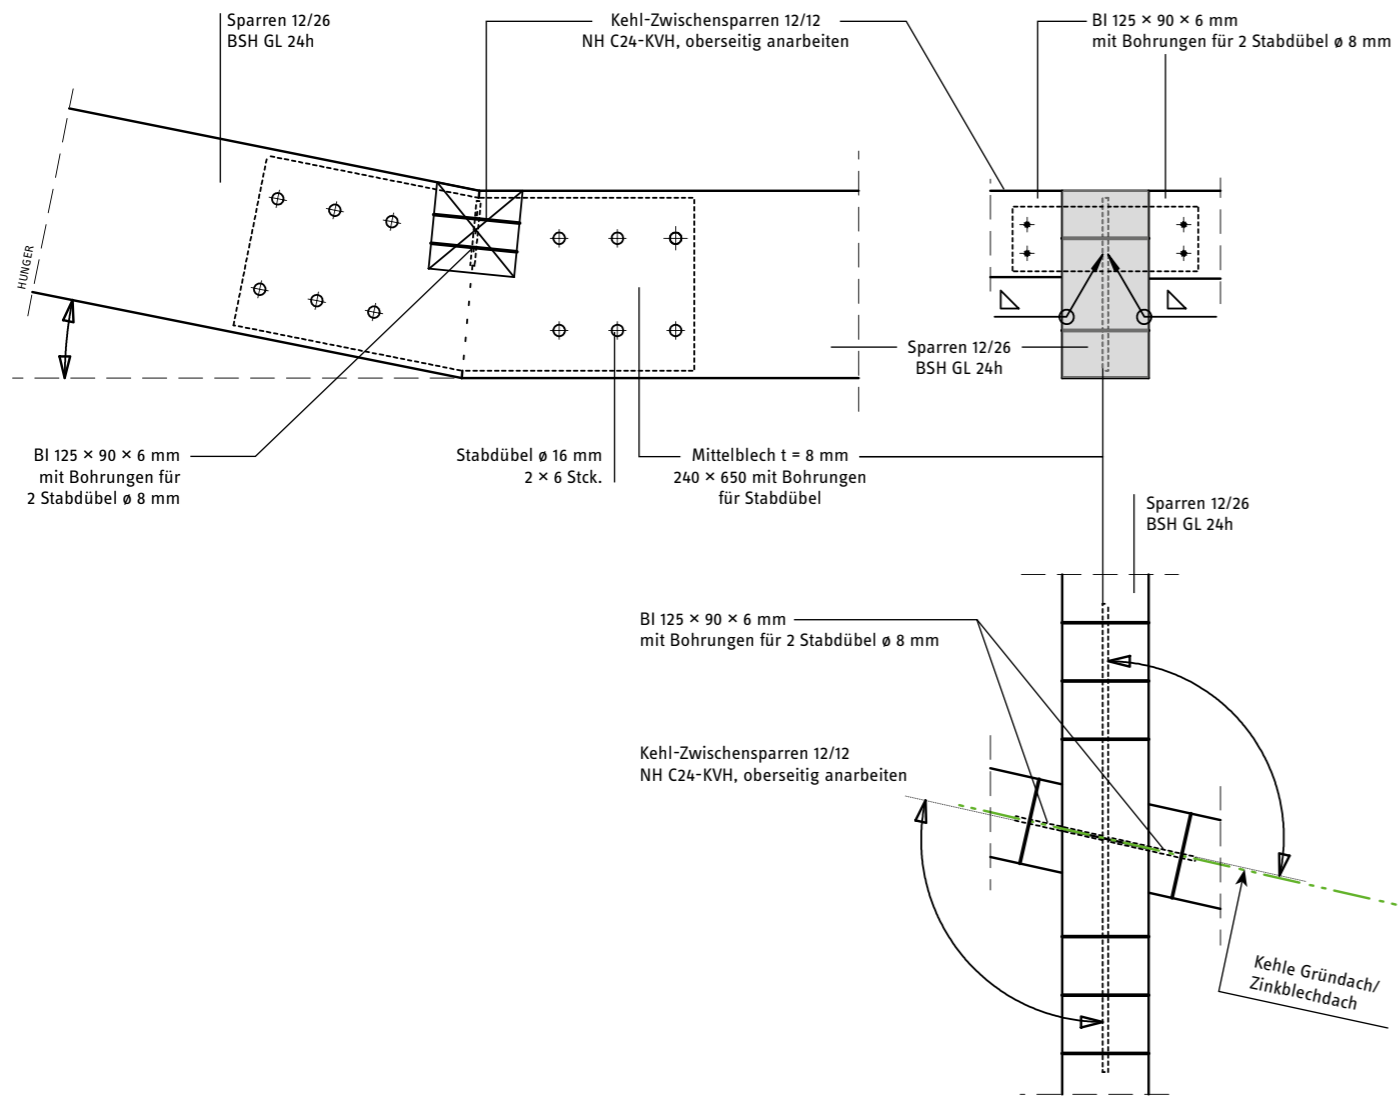 Sparren 12/26
BSH GL 24h
Kehl-Zwischensparren 12/12
NH C24-KVH, oberseitig anarbeiten
Bl 125 × 90 × 6 mm
mit Bohrungen für 2 Stabdübel ø 8 mm
HUNGER
Sparren 12/26
BSH GL 24h
Bl 125 × 90 × 6 mm
mit Bohrungen für
2 Stabdübel ø 8 mm
Stabdübel ø 16 mm
2 × 6 Stck.
Mittelblech t = 8 mm
240 × 650 mit Bohrungen
für Stabdübel
Sparren 12/26
BSH GL 24h
Bl 125 × 90 × 6 mm
mit Bohrungen für 2 Stabdübel ø 8 mm
Kehl-Zwischensparren 12/12
NH C24-KVH, oberseitig anarbeiten
Kehle Gründach/
Zinkblechdach